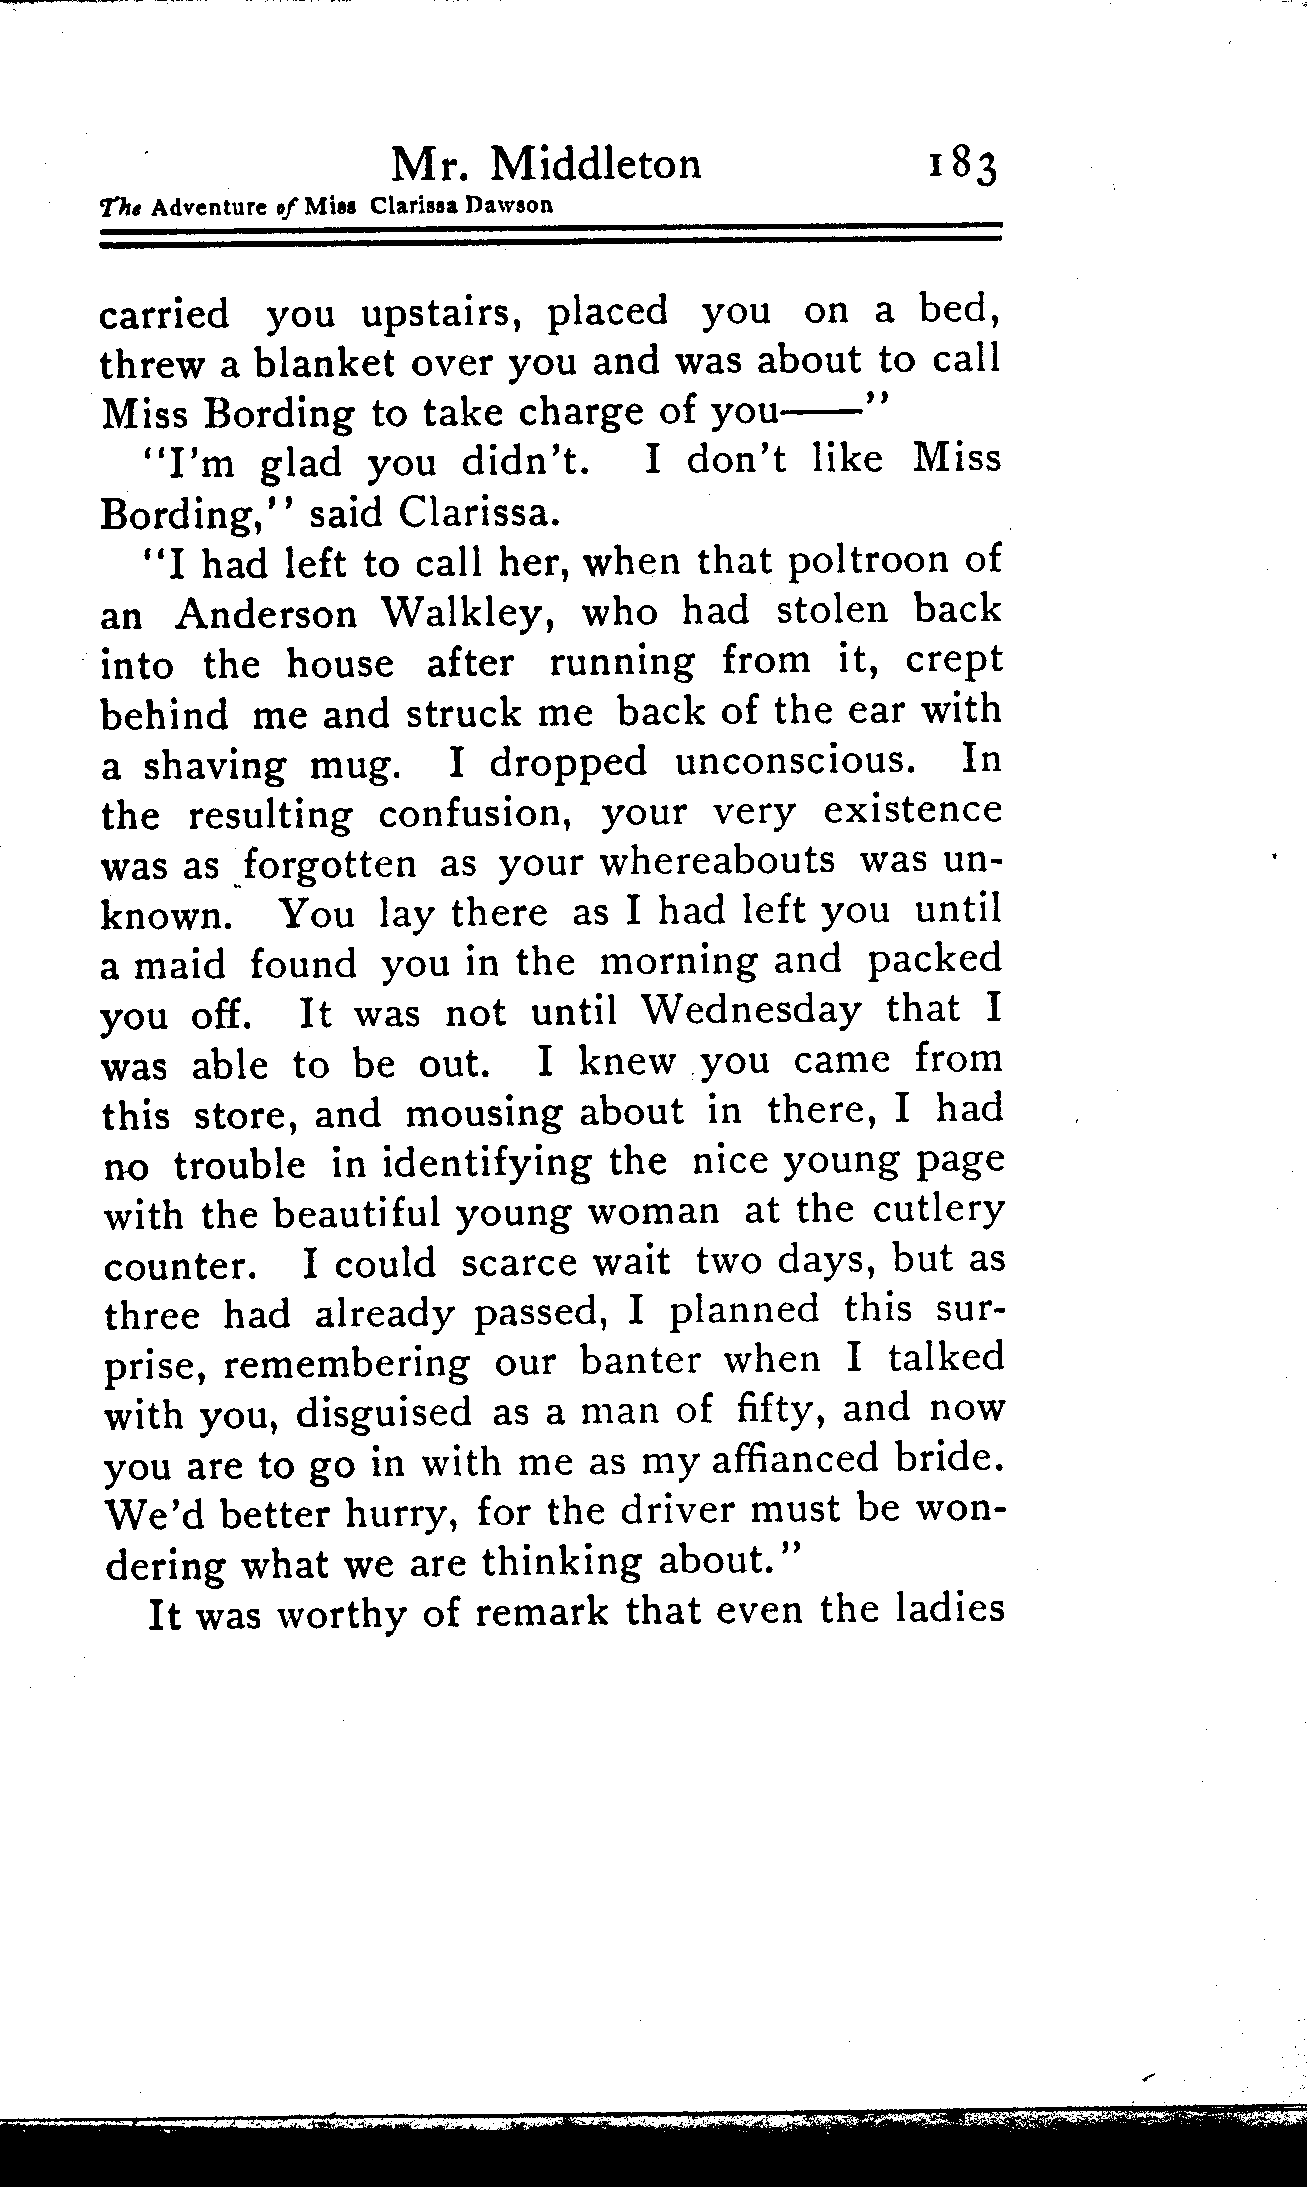 Mr. Middleton 183
The Adventure of Miss Clarissa Dawson
carried you upstairs, placed you on a bed,
threw a blanket over you and was about to call
Miss Bording to take charge of you——"
"I'm glad you didn't. I don't like Miss
Bording," said Clarissa.
"I had left to call her, when that poltroon of
an Anderson Walkley, who had stolen back
into the house after running from it, crept
behind me and struck me back of the ear with
a shaving mug. I dropped unconscious. In
the resulting confusion, your very existence
was as forgotten as your whereabouts was un-
known. You lay there as I had left you until
a maid found you in the morning and packed
you off. It was not until Wednesday that I
was able to be out. I knew you came from
this store, and mousing about in there, I had
no trouble in identifying the nice young page
with the beautiful young woman at the cutlery
counter. I could scarce wait two days, but as
three had already passed, I planned this sur-
prise, remembering our banter when I talked
with you, disguised as a man of fifty, and now
you are to go in with me as my affianced bride.
We'd better hurry, for the driver must be won-
dering what we are thinking about."
It was worthy of remark that even the ladies